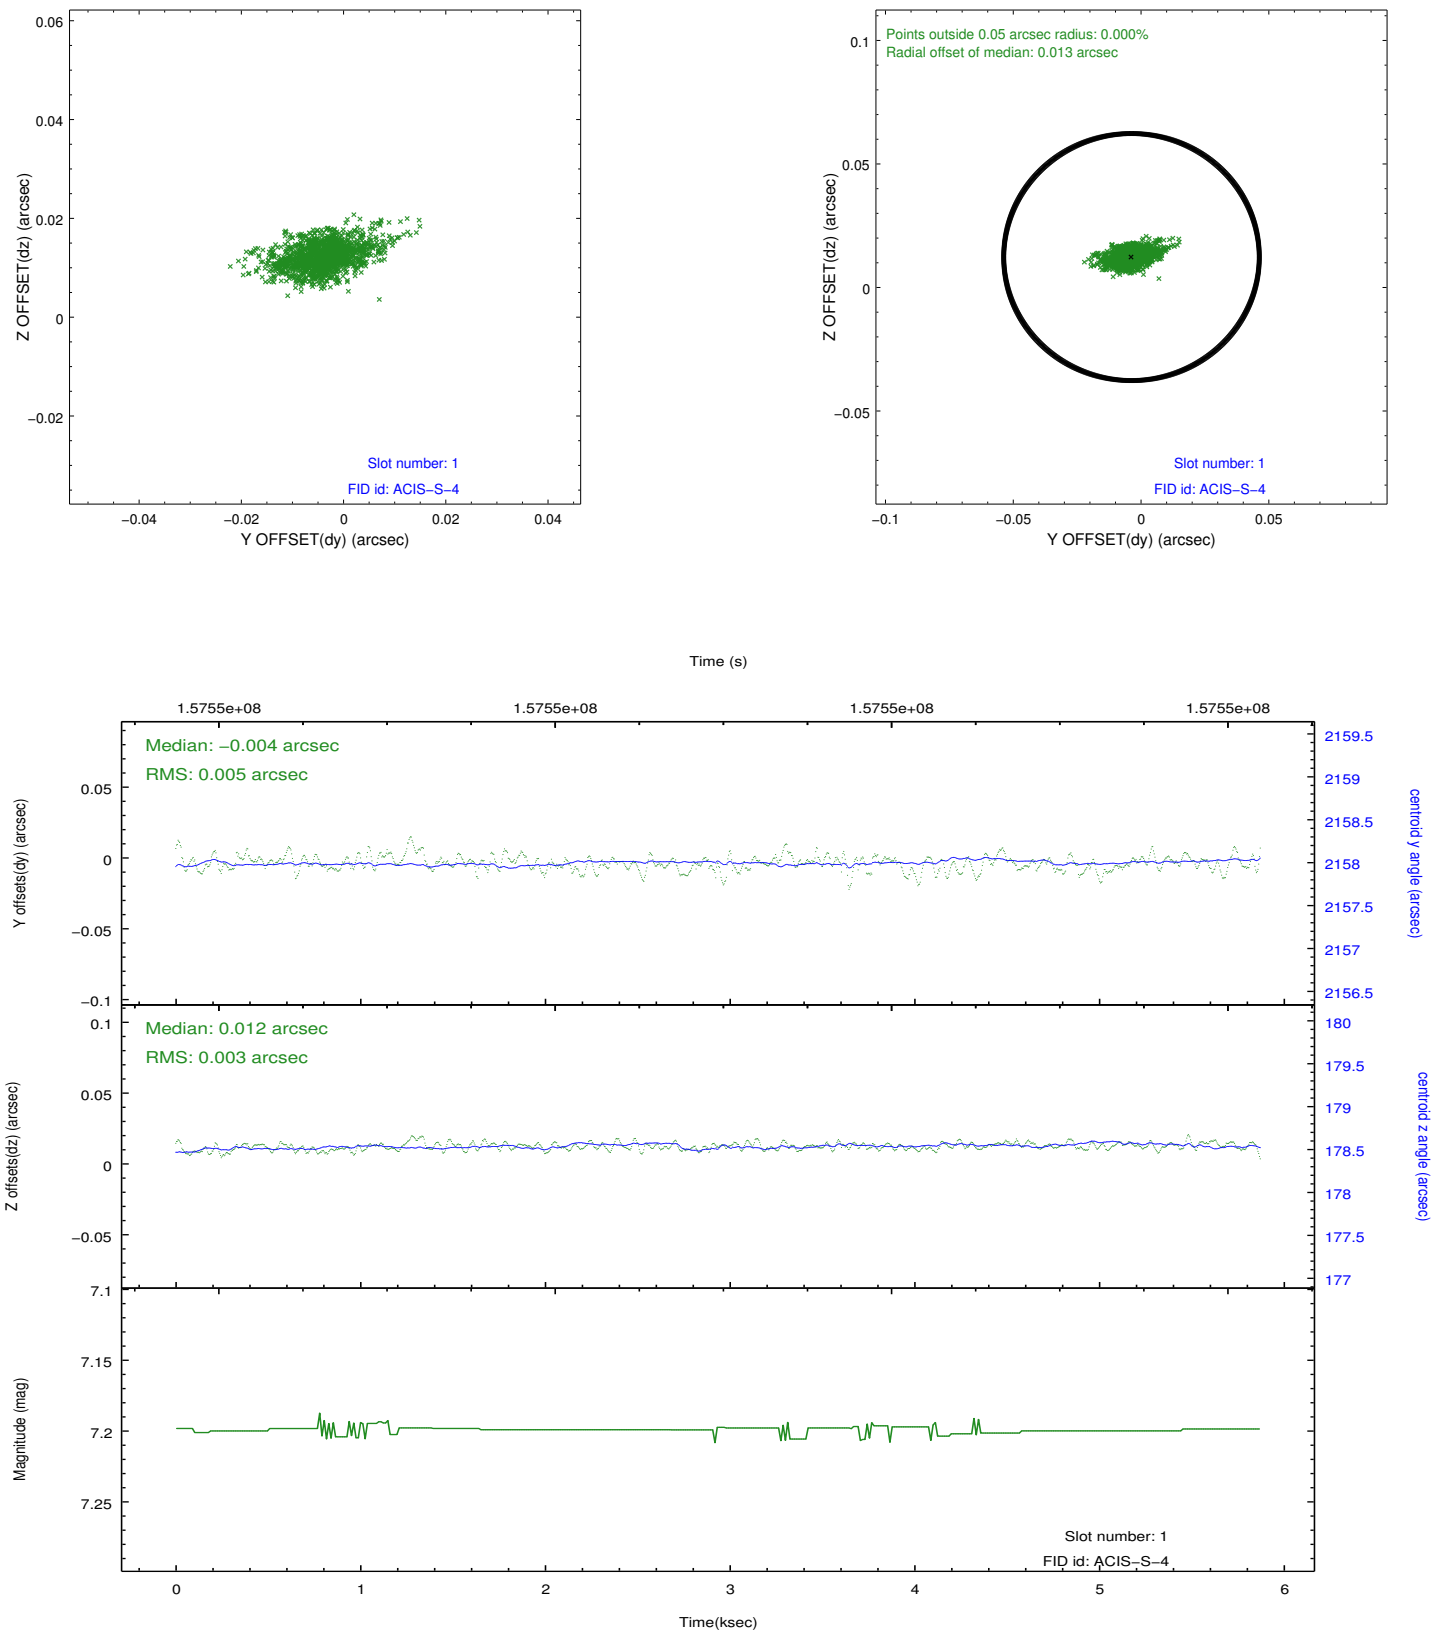 0.06
0.04
0.02
0
−0.02
Z OFFSET(dz) (arcsec)
Slot number: 1
FID id: ACIS−S−4
−0.04
−0.02
0
0.02
0.04
Y OFFSET(dy) (arcsec)
Points outside 0.05 arcsec radius: 0.000%
Radial offset of median: 0.013 arcsec
0.1
0.05
0
−0.05
Z OFFSET(dz) (arcsec)
Slot number: 1
FID id: ACIS−S−4
−0.1
−0.05
0
0.05
Y OFFSET(dy) (arcsec)
Time (s)
1.5755e+08
1.5755e+08
1.5755e+08
1.5755e+08
Median: −0.004 arcsec
RMS: 0.005 arcsec
0.05
0
−0.05
−0.1
Y offsets(dy) (arcsec)
2159.5
2159
2158.5
2158
2157.5
2157
2156.5
centroid y angle (arcsec)
Median: 0.012 arcsec
RMS: 0.003 arcsec
0.1
0.05
0
−0.05
Z offsets(dz) (arcsec)
180
179.5
179
178.5
178
177.5
177
centroid z angle (arcsec)
7.1
7.15
7.2
7.25
Magnitude (mag)
Slot number: 1
FID id: ACIS−S−4
0
1
2
3
4
5
6
Time(ksec)